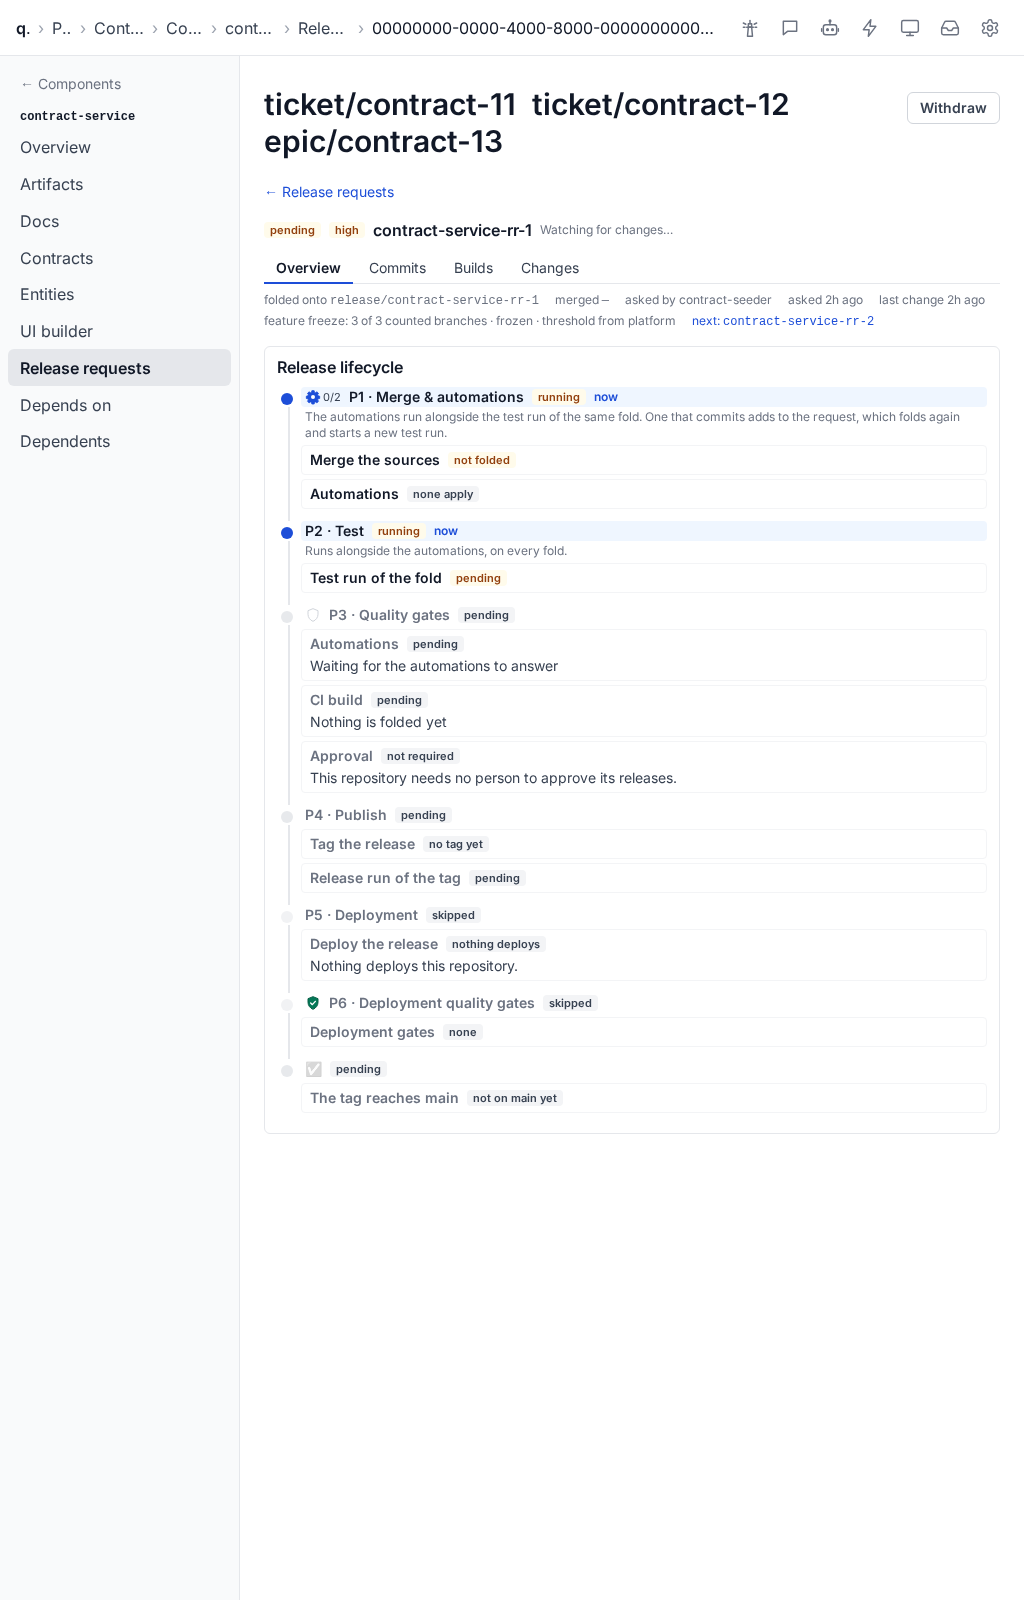 q. › P.. › Cont... › Co... › cont... › Rele... › 00000000-0000-4000-8000-0000000000...
← Components
contract-service
Overview
Artifacts
Docs
Contracts
Entities
UI builder
Release requests
Depends on
Dependents
ticket/contract-11 ticket/contract-12
epic/contract-13
Withdraw
← Release requests
pending high contract-service-rr-1 Watching for changes...
Overview Commits Builds Changes
folded onto release/contract-service-rr-1 merged — asked by contract-seeder asked 2h ago last change 2h ago
feature freeze: 3 of 3 counted branches · frozen · threshold from platform next: contract-service-rr-2
Release lifecycle
0/2 P1 · Merge & automations running now
The automations run alongside the test run of the same fold. One that commits adds to the request, which folds again
and starts a new test run.
Merge the sources not folded
Automations none apply
P2 · Test running now
Runs alongside the automations, on every fold.
Test run of the fold pending
P3 · Quality gates pending
Automations pending
Waiting for the automations to answer
CI build pending
Nothing is folded yet
Approval not required
This repository needs no person to approve its releases.
P4 · Publish pending
Tag the release no tag yet
Release run of the tag pending
P5 · Deployment skipped
Deploy the release nothing deploys
Nothing deploys this repository.
P6 · Deployment quality gates skipped
Deployment gates none
pending
The tag reaches main not on main yet